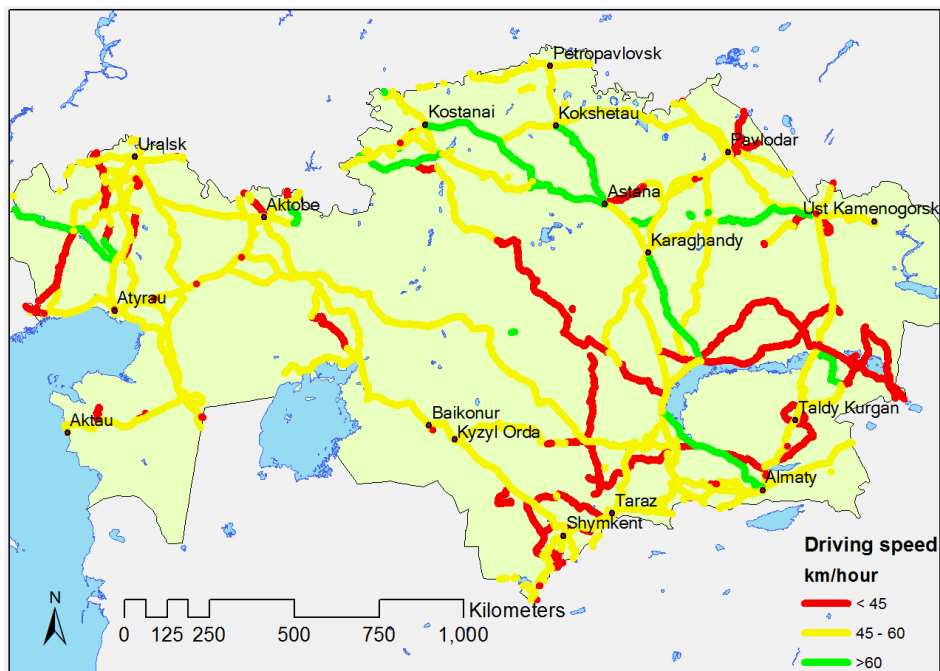 Petropavlovsk
Kostanai
Kokshetau
Uralsk
Pavlodar
Aktobe
Astana
Ust Kamenogorsk
Karaghandy
Atyrau
Aktau
Baikonur
Kyzyl Orda
Taldy Kurgan
Almaty
Taraz
Shymkent
Driving speed
km/hour
< 45
45 - 60
>60
N
Kilometers
0 125 250 500 750 1,000